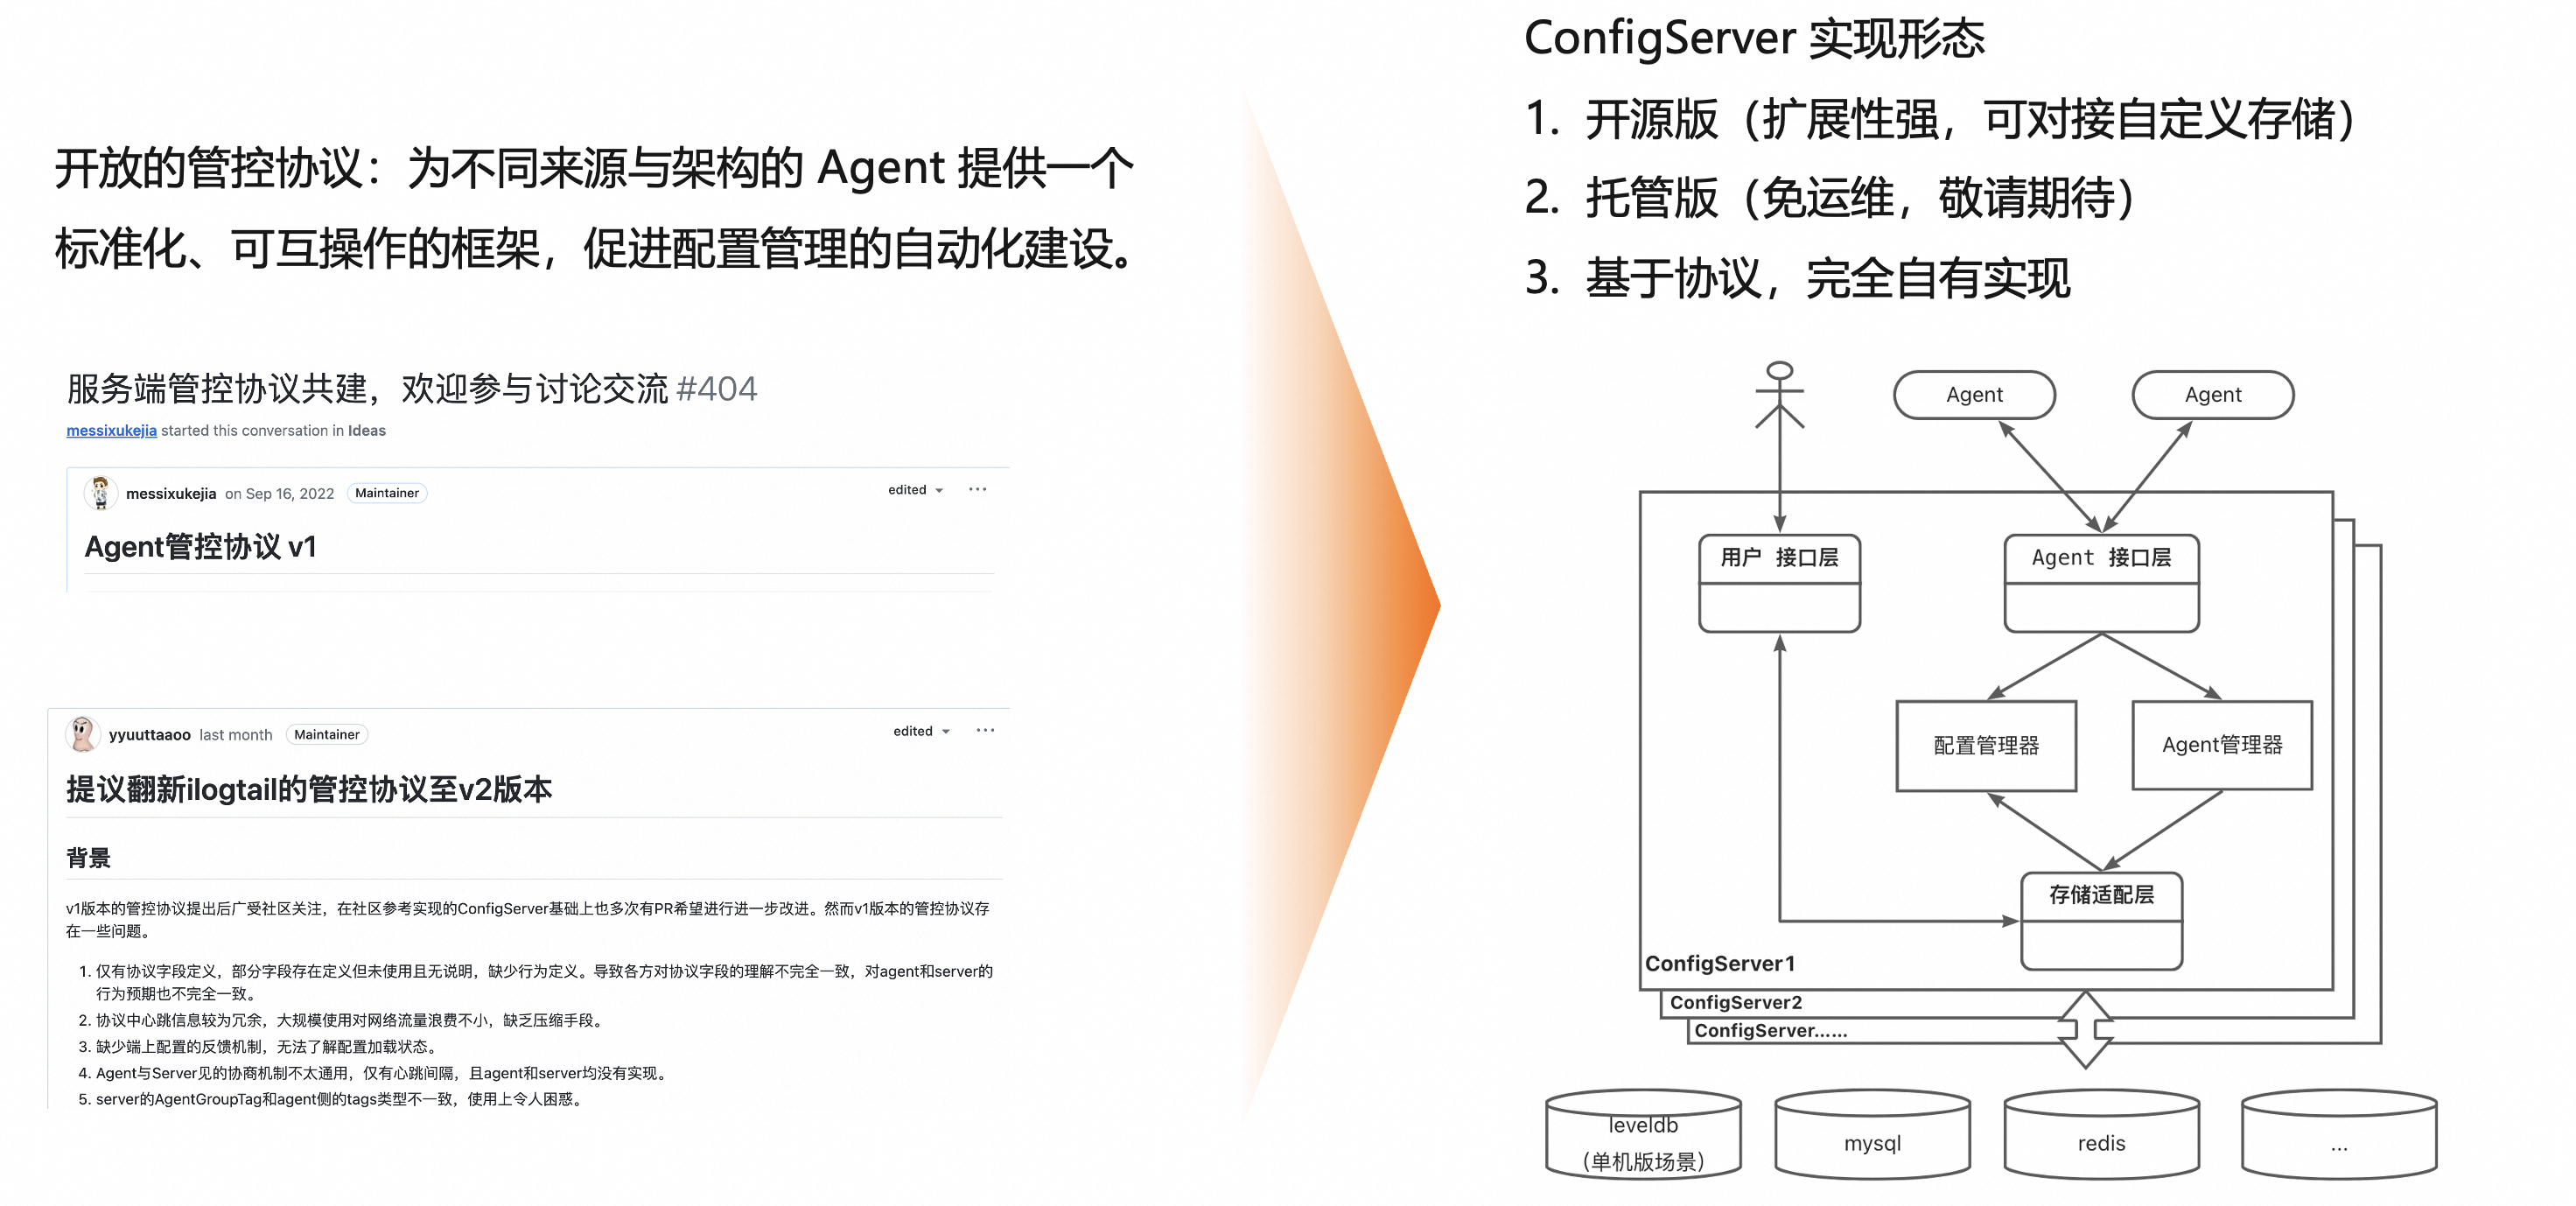 开放的管控协议：为不同来源与架构的 Agent 提供一个
标准化、可互操作的框架，促进配置管理的自动化建设。
服务端管控协议共建，欢迎参与讨论交流 #404
messixukejia started this conversation in Ideas
messixukejia on Sep 16, 2022 Maintainer edited ...
Agent管控协议 v1
yyuuttaaoo last month Maintainer edited ...
提议翻新ilogtail的管控协议至v2版本
背景
v1版本的管控协议提出后广受社区关注，在社区参考实现的ConfigServer基础上也多次有PR希望进行进一步改进。然而v1版本的管控协议存
在一些问题。
1. 仅有协议字段定义，部分字段存在定义但未使用且无说明，缺少行为定义。导致各方对协议字段的理解不完全一致，对agent和server的
行为预期也不完全一致。
2. 协议中心跳信息较为冗余，大规模使用对网络流量浪费不小，缺乏压缩手段。
3. 缺少端上配置的反馈机制，无法了解配置加载状态。
4. Agent与Server见的协商机制不太通用，仅有心跳间隔，且agent和server均没有实现。
5. server的AgentGroupTag和agent侧的tags类型不一致，使用上令人困惑。
ConfigServer 实现形态
1. 开源版（扩展性强，可对接自定义存储）
2. 托管版（免运维，敬请期待）
3. 基于协议，完全自有实现
Agent
Agent
用户 接口层
Agent 接口层
配置管理器
Agent管理器
存储适配层
ConfigServer1
ConfigServer2
ConfigServer......
leveldb
（单机版场景）
mysql
redis
...